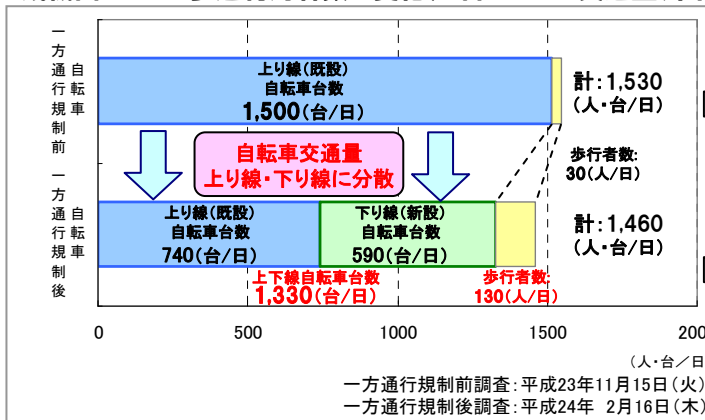 自転車
一方通行規制前
上り線(既設)
自転車台数
1,500(台/日)
計:1,530
(人・台/日)
自転車交通量
上り線・下り線に分散
歩行者数:
30(人/日)
自転車
一方通行規制後
上り線(既設)
自転車台数
740(台/日)
下り線(新設)
自転車台数
590(台/日)
計:1,460
(人・台/日)
上下線自転車台数
1,330(台/日)
歩行者数:
130(人/日)
0 500 1000 1500 200
(人・台/日
一方通行規制前調査:平成23年11月15日(火)
一方通行規制後調査:平成24年 2月16日(木)